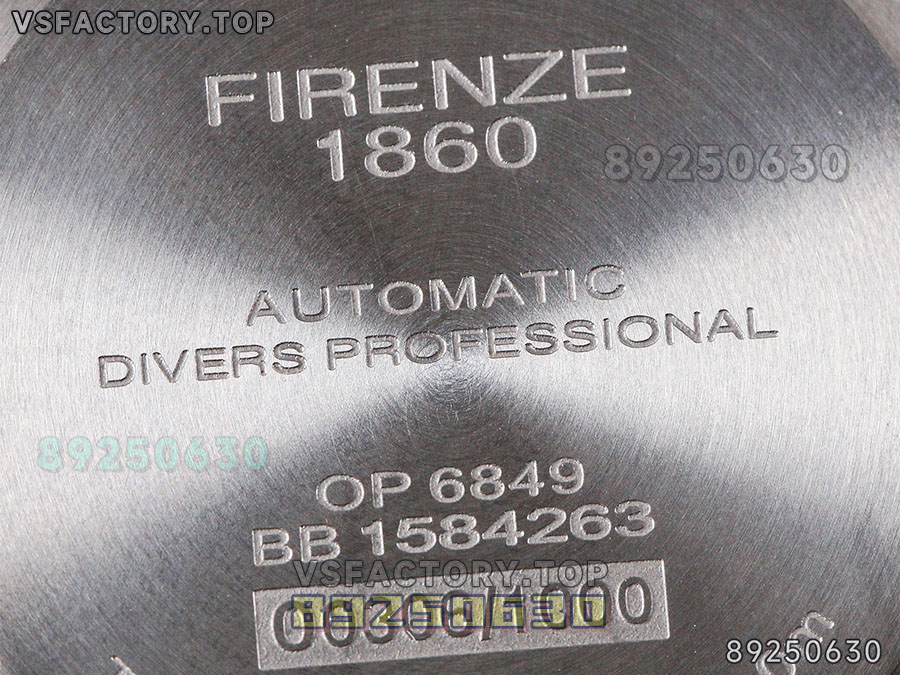 VSFACTORY.TOP
FIRENZE
1860
89250630
AUTOMATIC
DIVERS PROFESSIONAL
89250630
OP 6849
BB 1584263
VSFACTORY.TOP
89250630
89250630